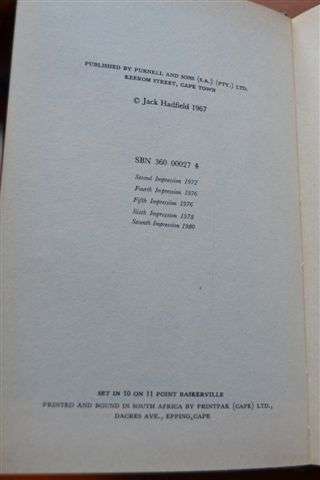 PUBLISHED BY PURNELL AND SONS (S.A.) (PTY.) LTD.
KEEROM STREET, CAPE TOWN
© Jack Hadfield 1967
SBN 360 00027 4
Second Impression 1972
Fourth Impression 1976
Fifth Impression 1976
Sixth Impression 1978
Seventh Impression 1980
SET IN 10 ON 11 POINT BASKERVILLE
PRINTED AND BOUND IN SOUTH AFRICA BY PRINTPAK (CAPE) LTD.,
DACRES AVE., EPPING, CAPE